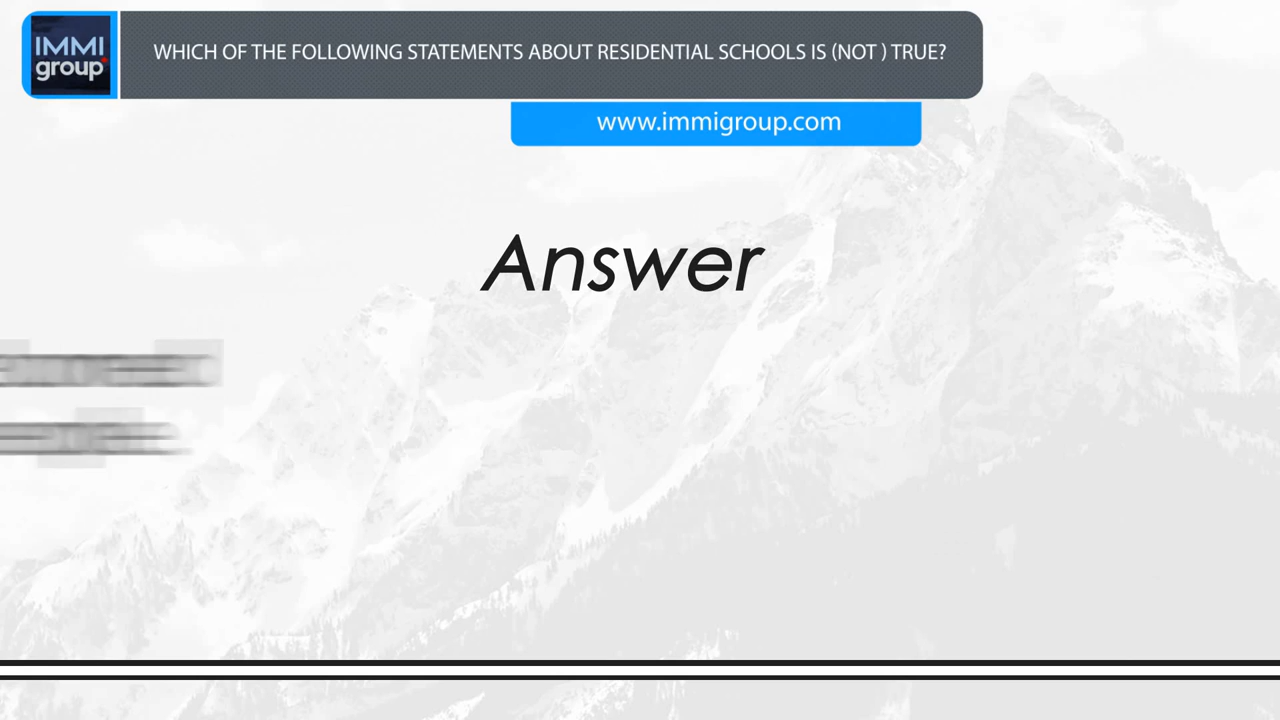 IMMI
group
WHICH OF THE FOLLOWING STATEMENTS ABOUT RESIDENTIAL SCHOOLS IS (NOT ) TRUE?
www.immigroup.com
Answer